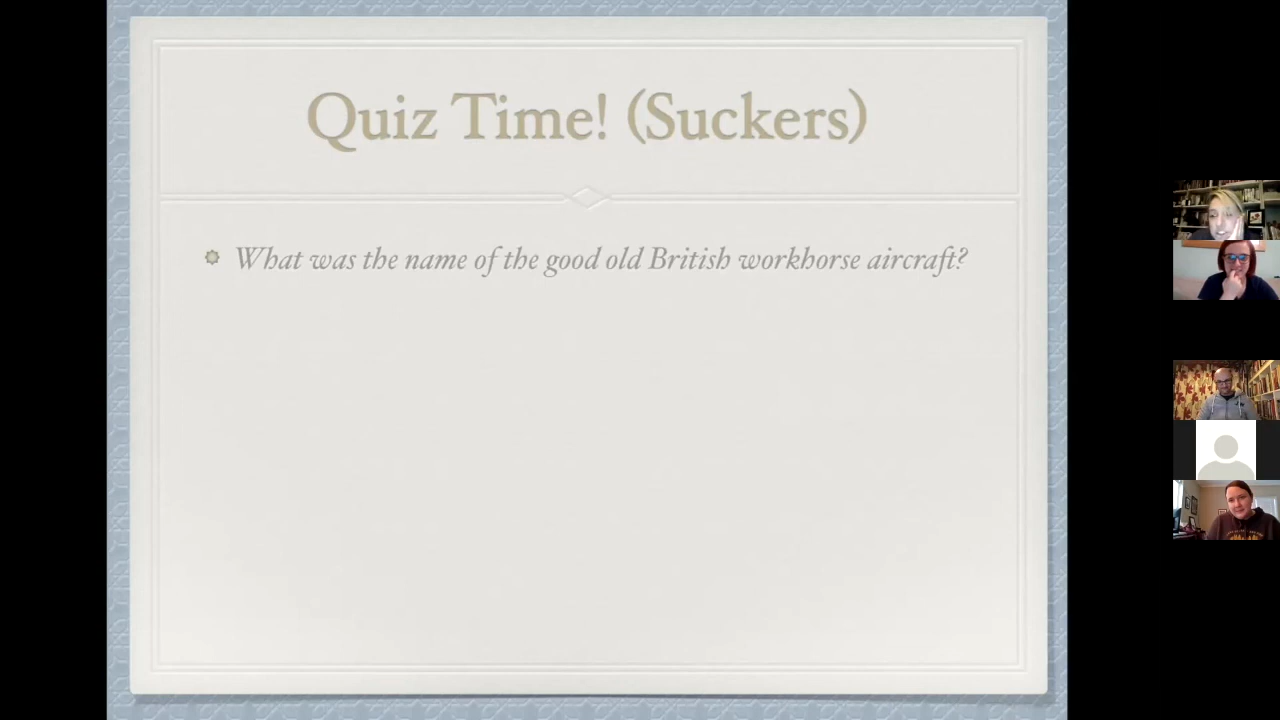 Quiz Time! (Suckers)
What was the name of the good old British workhorse aircraft?